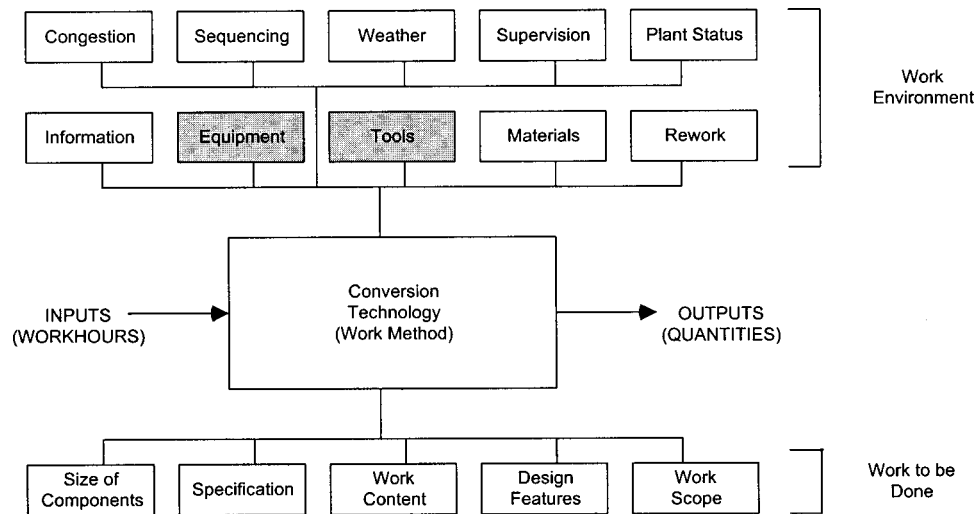 Congestion
Sequencing
Weather
Supervision
Plant Status
Work
Environment
Information
Equipment
Tools
Materials
Rework
Conversion
Technology
(Work Method)
INPUTS
(WORKHOURS)
OUTPUTS
(QUANTITIES)
Size of
Components
Specification
Work
Content
Design
Features
Work
Scope
Work to be
Done